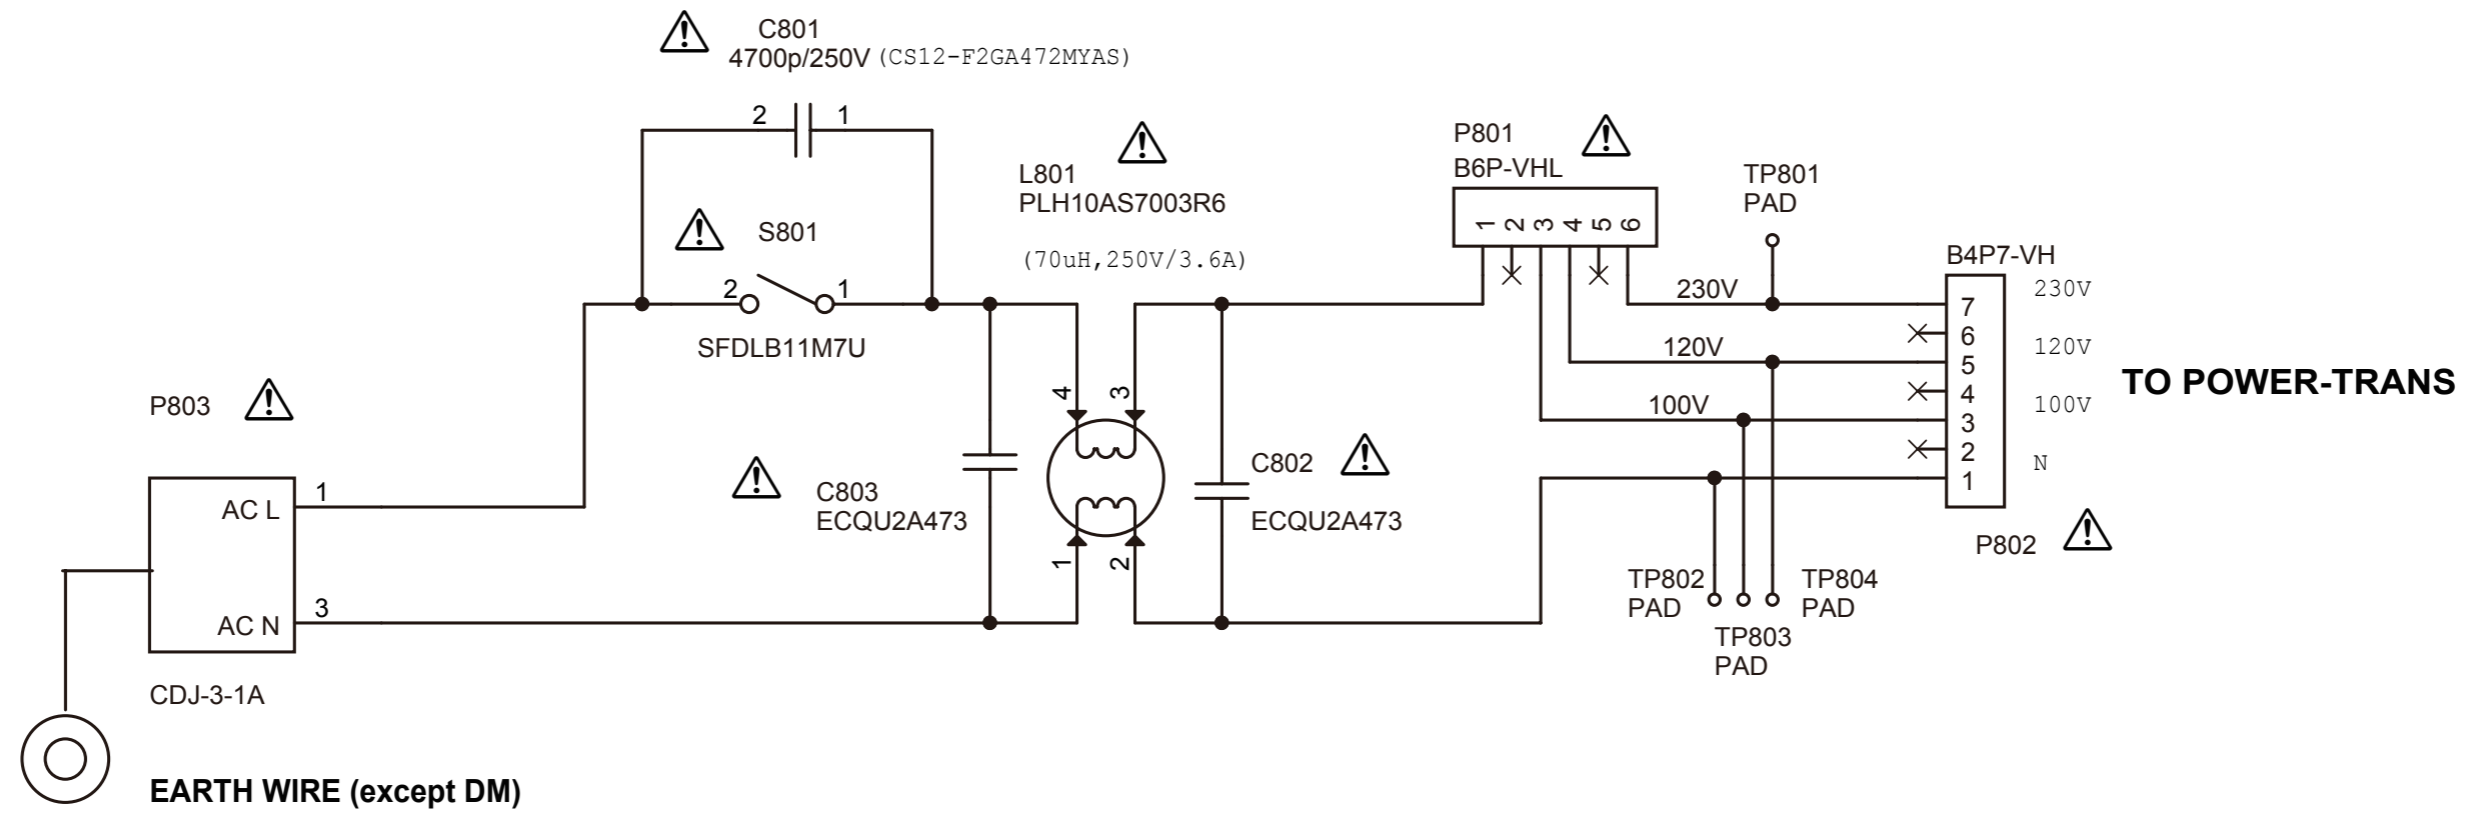 C801
4700p/250V (CS12-F2GA472MYAS)
2 1
L801
PLH10AS7003R6
(70uH,250V/3.6A)
S801
2 1
SFDLB11M7U
P801
B6P-VHL
1 2 3 4 5 6
TP801
PAD
B4P7-VH
230V
230V
7
6
120V
120V
5
4
100V
100V
3
2
N
1
TO POWER-TRANS
P802
P803
AC L
1
AC N
3
CDJ-3-1A
EARTH WIRE (except DM)
4 3
C803
ECQU2A473
C802
ECQU2A473
1 2
TP802
PAD
TP804
PAD
TP803
PAD